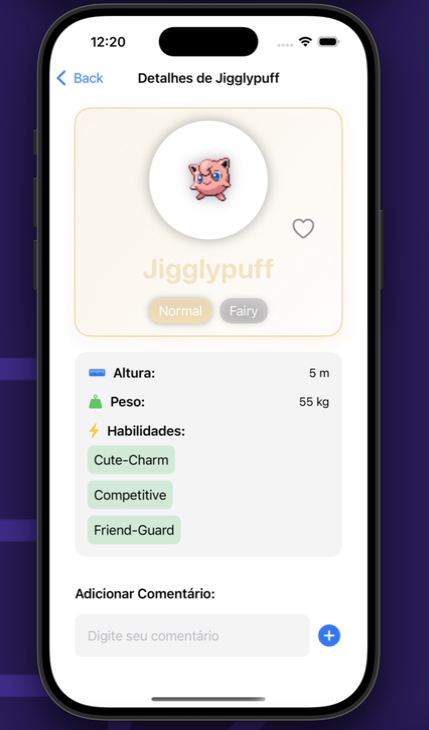 12:20
Back
Detalhes de Jigglypuff
Jigglypuff
Normal Fairy
Altura: 5 m
Peso: 55 kg
Habilidades:
Cute-Charm
Competitive
Friend-Guard
Adicionar Comentário:
Digite seu comentário